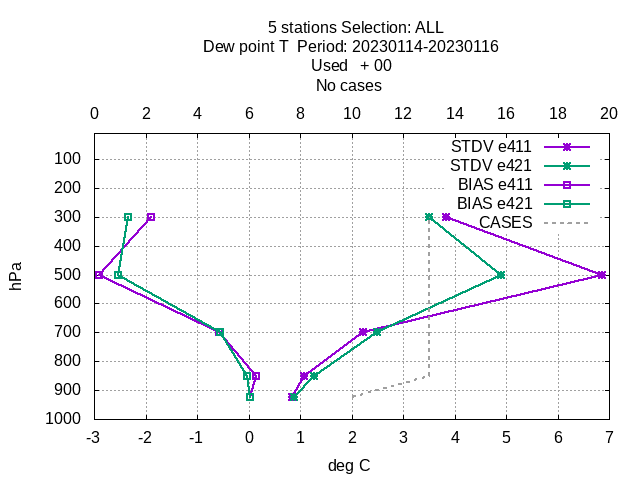 5 stations Selection: ALL
Dew point T  Period: 20230114-20230116
Used   + 00
No cases
0 2 4 6 8 10 12 14 16 18 20
STDV e411
STDV e421
BIAS e411
BIAS e421
CASES
hPa
100
200
300
400
500
600
700
800
900
1000
-3 -2 -1 0 1 2 3 4 5 6 7
deg C